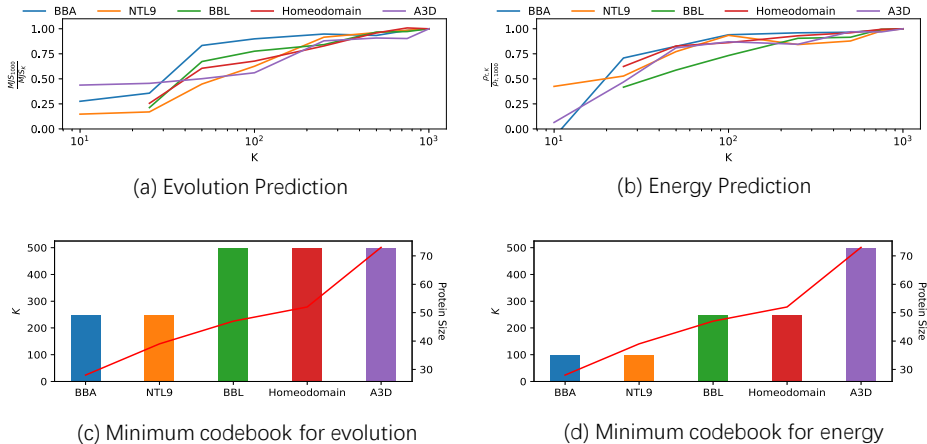 BBA NTL9 BBL Homeodomain A3D
1.00
0.75
0.50
0.25
0.00
MJS1000
MJSK
10¹ 10² 10³
K
(a) Evolution Prediction
BBA NTL9 BBL Homeodomain A3D
1.00
0.75
0.50
0.25
0.00
10¹ 10² 10³
K
(b) Energy Prediction
500
400
300
200
100
0
K
70
60
50
40
30
Protein Size
BBA NTL9 BBL Homeodomain A3D
(c) Minimum codebook for evolution
500
400
300
200
100
0
K
70
60
50
40
30
Protein Size
BBA NTL9 BBL Homeodomain A3D
(d) Minimum codebook for energy